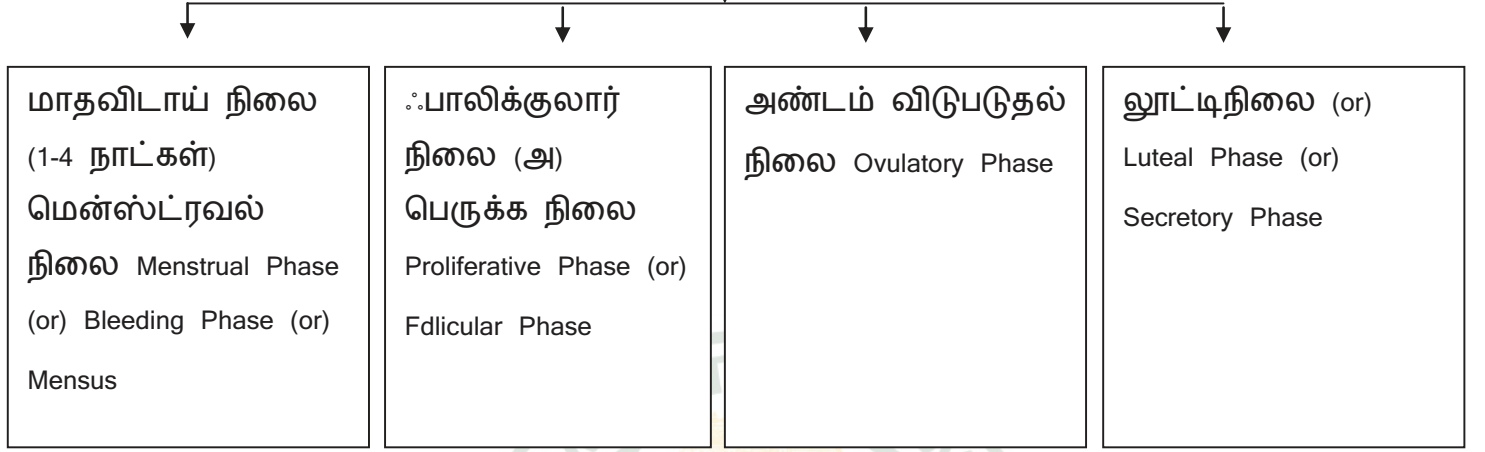 மாதவிடாய் நிலை
(1-4 நாட்கள்)
மென்ஸ்ட்ரவல்
நிலை Menstrual Phase
(or) Bleeding Phase (or)
Mensus
ஃபாலிக்குலார்
நிலை (அ)
பெருக்க நிலை
Proliferative Phase (or)
Fdlicular Phase
அண்டம் விடுபடுதல்
நிலை Ovulatory Phase
லூட்டிநிலை (or)
Luteal Phase (or)
Secretory Phase